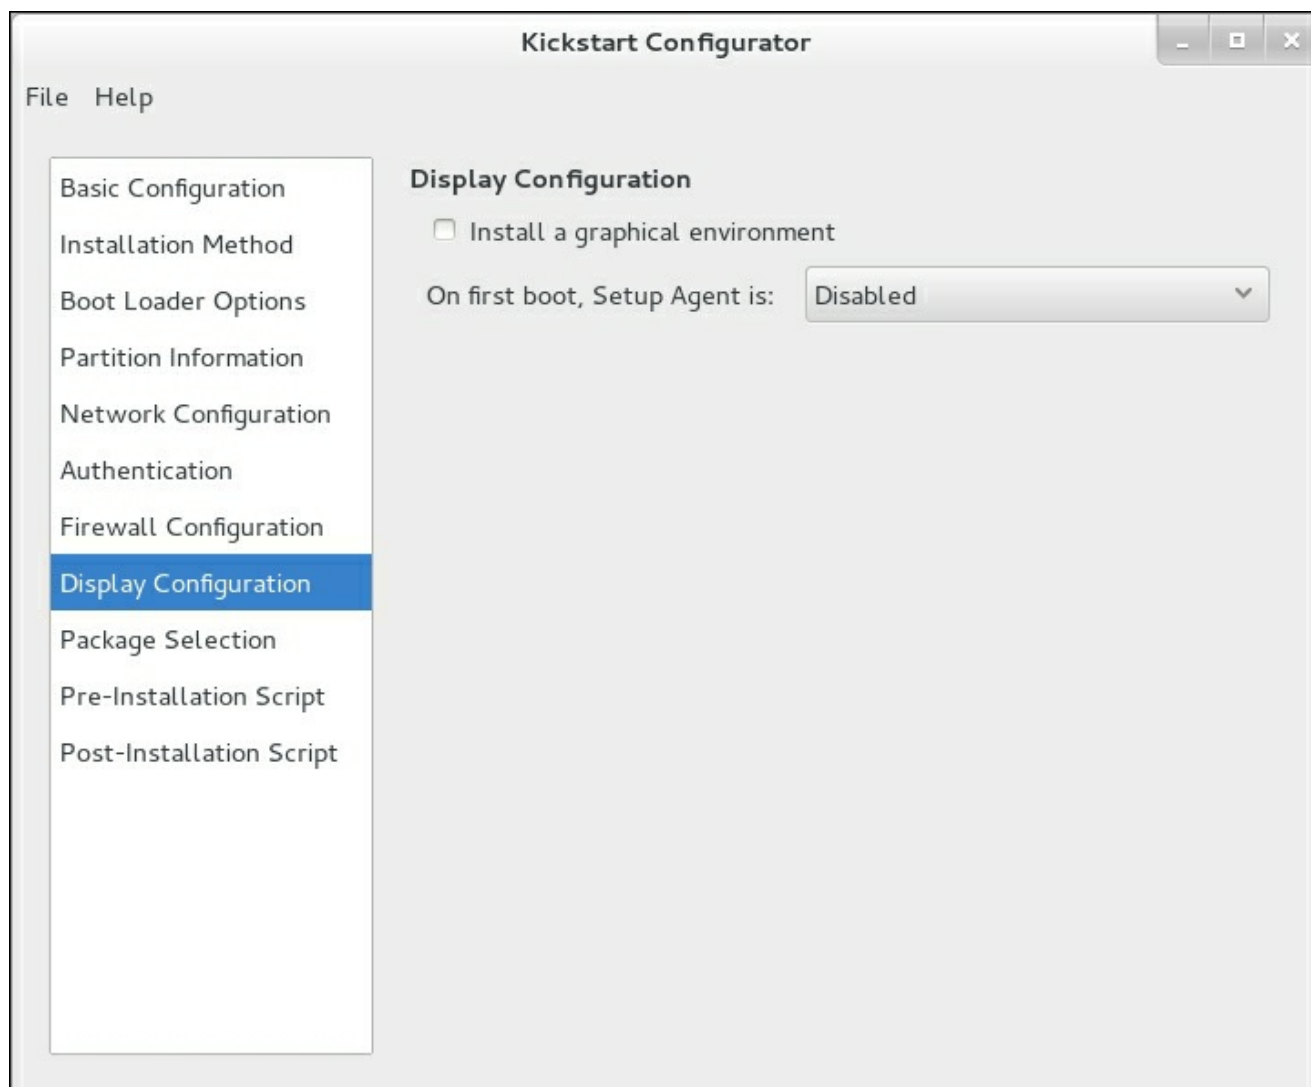 Kickstart Configurator
File Help
Basic Configuration
Installation Method
Boot Loader Options
Partition Information
Network Configuration
Authentication
Firewall Configuration
Display Configuration
Package Selection
Pre-Installation Script
Post-Installation Script
Display Configuration
Install a graphical environment
On first boot, Setup Agent is: Disabled